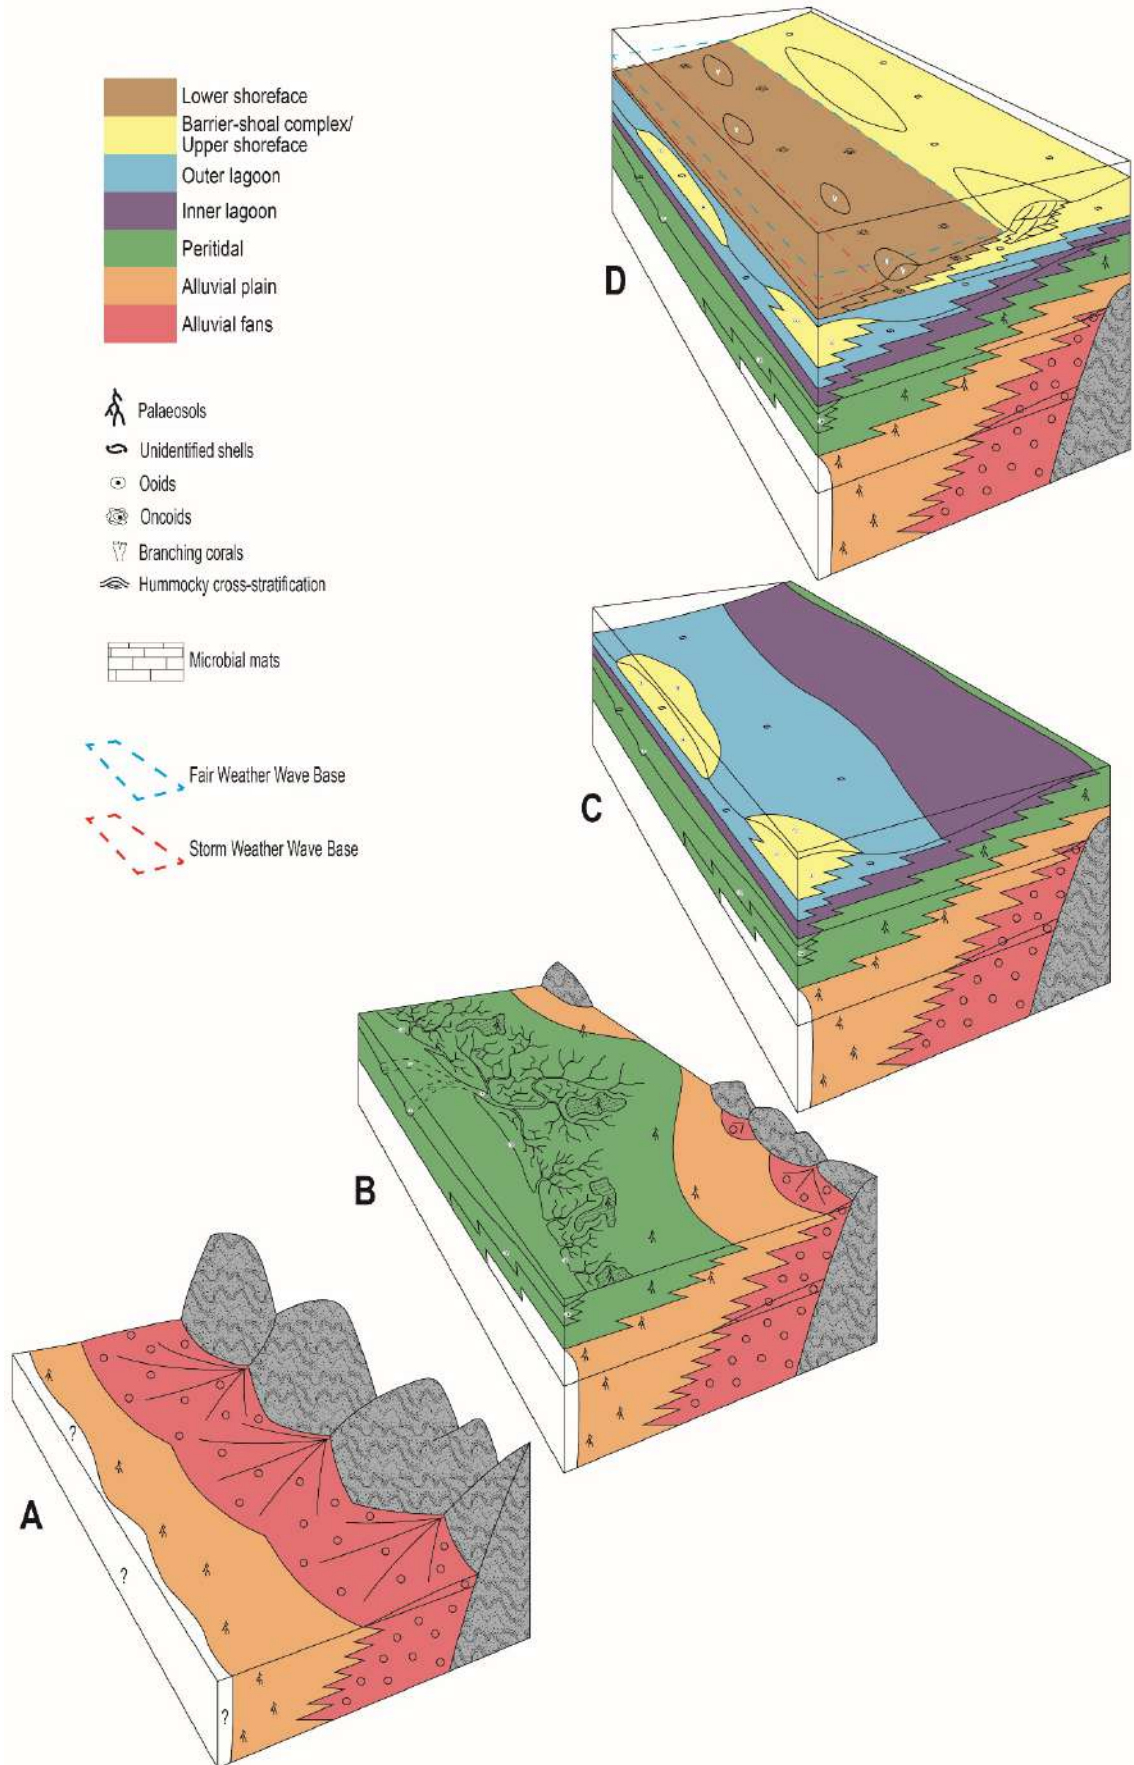 Lower shoreface
Barrier-shoal complex/
Upper shoreface
Outer lagoon
Inner lagoon
Peritidal
Alluvial plain
Alluvial fans
Palaeosols
Unidentified shells
Ooids
Oncoids
Branching corals
Hummocky cross-stratification
Microbial mats
Fair Weather Wave Base
Storm Weather Wave Base
D
C
B
A
?
?
?